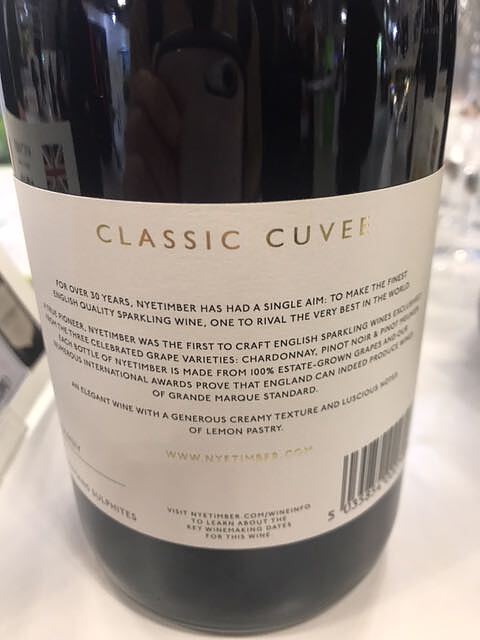 CLASSIC CUVEE
FOR OVER 30 YEARS, NYETIMBER HAS HAD A SINGLE AIM: TO MAKE THE FINEST
ENGLISH QUALITY SPARKLING WINE, ONE TO RIVAL THE VERY BEST IN THE WORLD.
PIONEER, NYETIMBER WAS THE FIRST TO CRAFT ENGLISH SPARKLING WINES
FROM THE THREE CELEBRATED GRAPE VARIETIES: CHARDONNAY, PINOT NOIR & PINOT
EACH BOTTLE OF NYETIMBER IS MADE FROM 100% ESTATE-GROWN GRAPES AND OUR
NUMEROUS INTERNATIONAL AWARDS PROVE THAT ENGLAND CAN INDEED PRODUCE WINES
OF GRANDE MARQUE STANDARD.
AN ELEGANT WINE WITH A GENEROUS CREAMY TEXTURE AND LUSCIOUS NOTES
OF LEMON PASTRY.
WWW.NYETIMBER.COM
SULPHITES
VISIT NYETIMBER.COM/WINEINFO
TO LEARN ABOUT THE
KEY WINEMAKING DATES
FOR THIS WINE